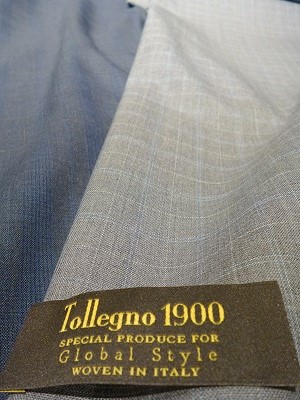 Tollegno 1900
SPECIAL PRODUCE FOR
Global Style
WOVEN IN ITALY